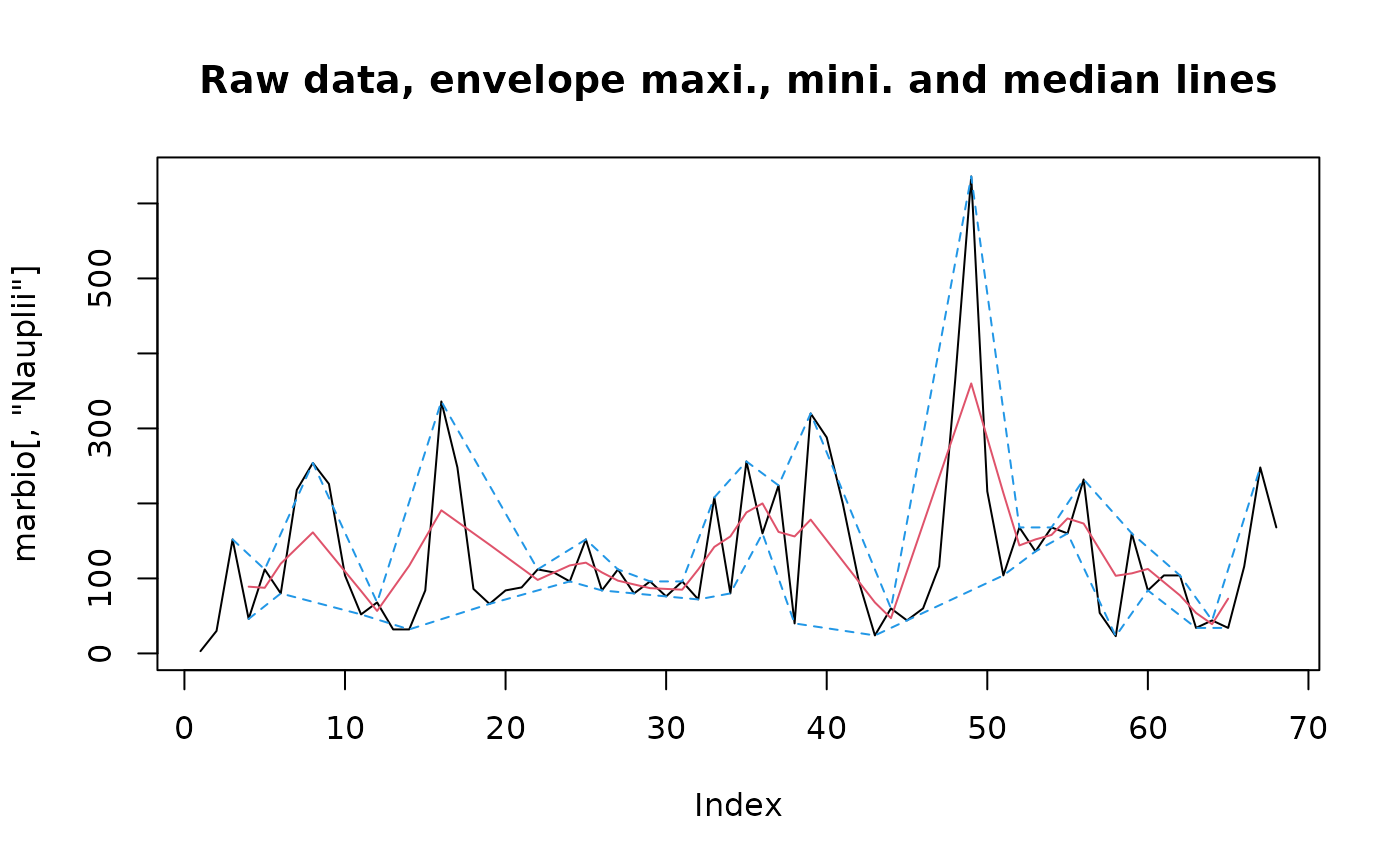 Raw data, envelope maxi., mini. and median lines
marbio[, "Nauplii"]
500
300
100
0
0 10 20 30 40 50 60 70
Index